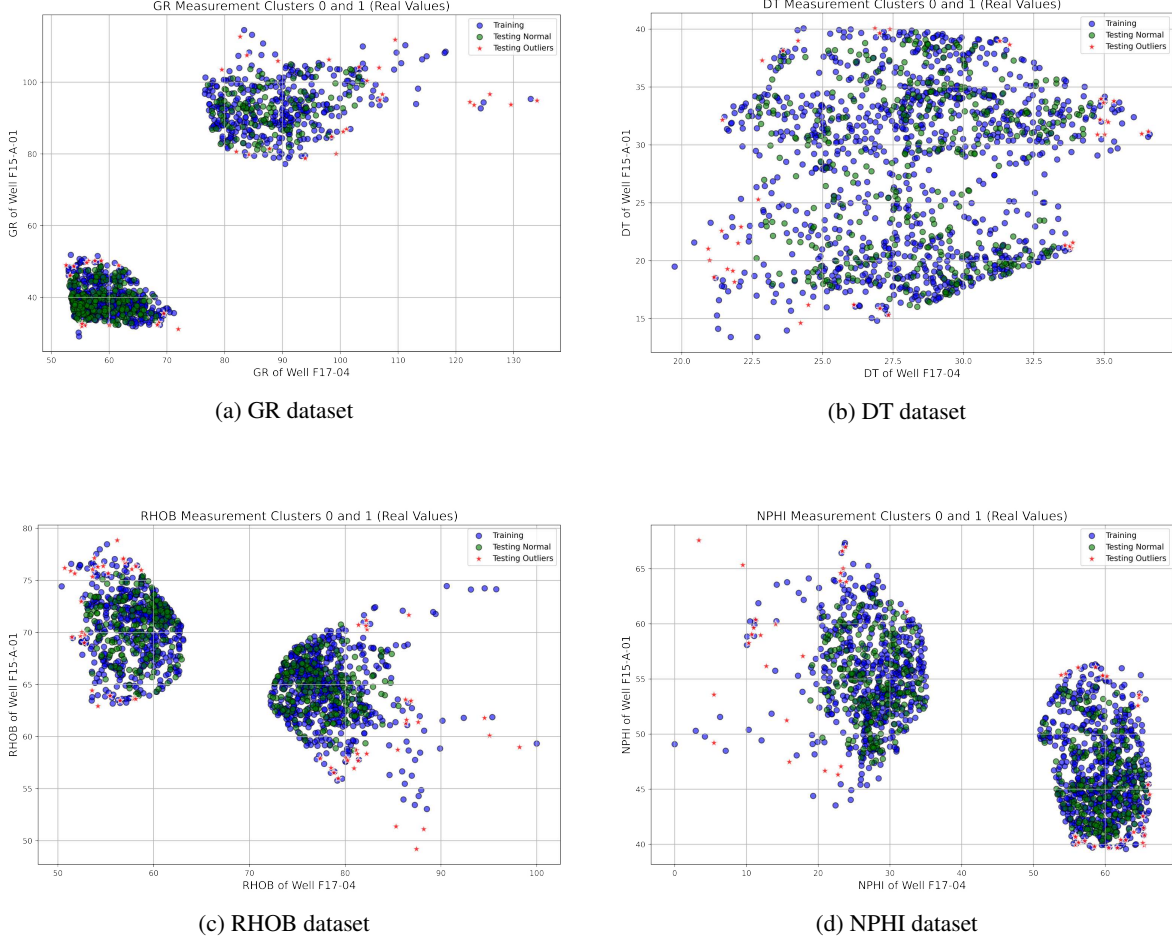 GR Measurement Clusters 0 and 1 (Real Values)
Training
Testing Normal
Testing Outliers
100
80
60
40
GR of Well F15-A-01
50 60 70 80 90 100 110 120 130
GR of Well F17-04
(a) GR dataset
DT Measurement Clusters 0 and 1 (Real Values)
Training
Testing Normal
Testing Outliers
40
35
30
25
20
15
DT of Well F15-A-01
20.0 22.5 25.0 27.5 30.0 32.5 35.0
DT of Well F17-04
(b) DT dataset
RHOB Measurement Clusters 0 and 1 (Real Values)
Training
Testing Normal
Testing Outliers
80
75
70
65
60
55
50
RHOB of Well F15-A-01
50 60 70 80 90 100
RHOB of Well F17-04
(c) RHOB dataset
NPHI Measurement Clusters 0 and 1 (Real Values)
Training
Testing Normal
Testing Outliers
65
60
55
50
45
40
NPHI of Well F15-A-01
0 10 20 30 40 50 60
NPHI of Well F17-04
(d) NPHI dataset